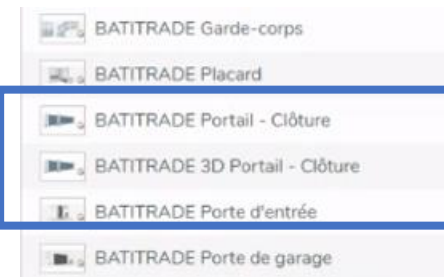 BATITRADE Garde-corps
BATITRADE Placard
BATITRADE Portail - Clôture
BATITRADE 3D Portail - Clôture
BATITRADE Porte d'entrée
BATITRADE Porte de garage